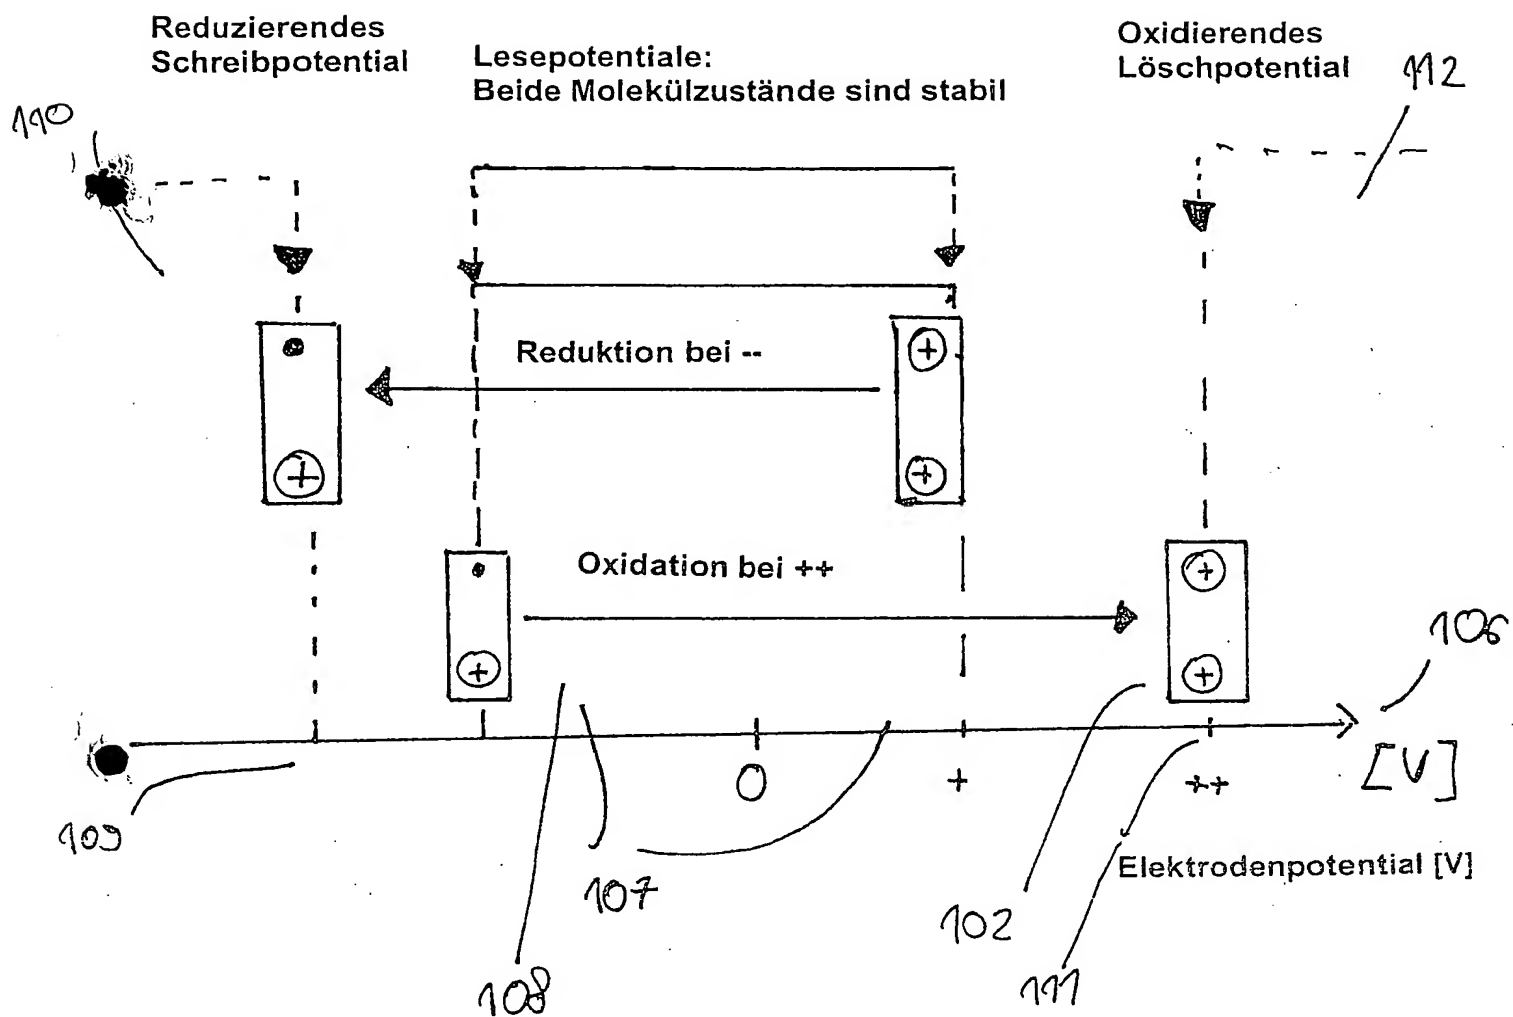 Reduzierendes
Schreibpotential
Lesepotentiale:
Beide Molekülzustände sind stabil
Oxidierendes
Löschpotential
112
110
Reduktion bei --
+
+
+
Oxidation bei ++
+
+
+
106
0
+
++
[V]
109
Elektrodenpotential [V]
107
102
108
111